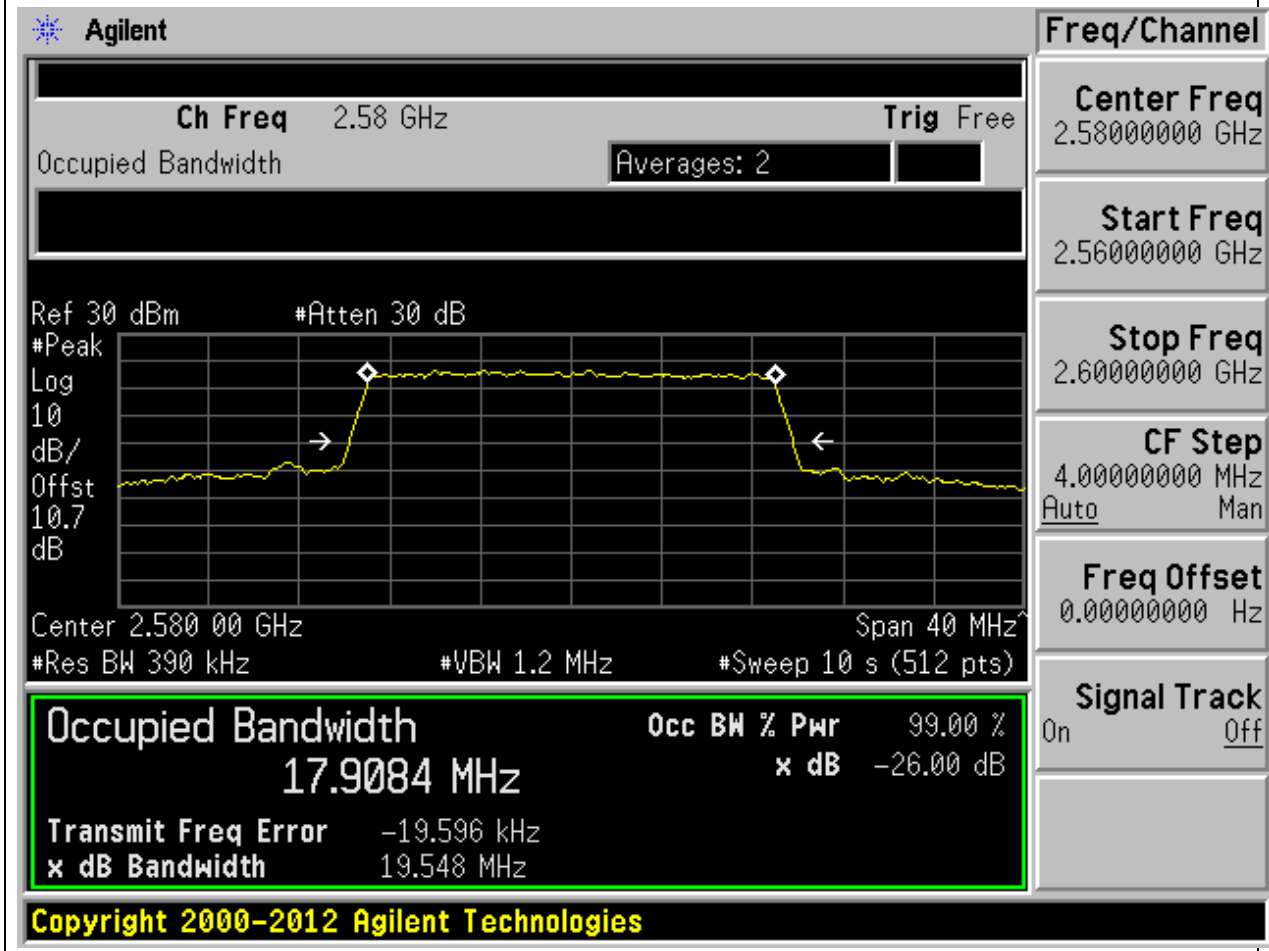 Agilent
Freq/Channel
Ch Freq 2.58 GHz Trig Free
Occupied Bandwidth Averages: 2
Ref 30 dBm #Atten 30 dB
#Peak
Log
10
dB/
Offst
10.7
dB
Center 2.580 00 GHz Span 40 MHz^
#Res BW 390 kHz #VBW 1.2 MHz #Sweep 10 s (512 pts)
Occupied Bandwidth Occ BW % Pwr 99.00 %
17.9084 MHz x dB -26.00 dB
Transmit Freq Error -19.596 kHz
x dB Bandwidth 19.548 MHz
Copyright 2000-2012 Agilent Technologies
Center Freq
2.58000000 GHz
Start Freq
2.56000000 GHz
Stop Freq
2.60000000 GHz
CF Step
4.00000000 MHz
Auto Man
Freq Offset
0.00000000 Hz
Signal Track
On Off